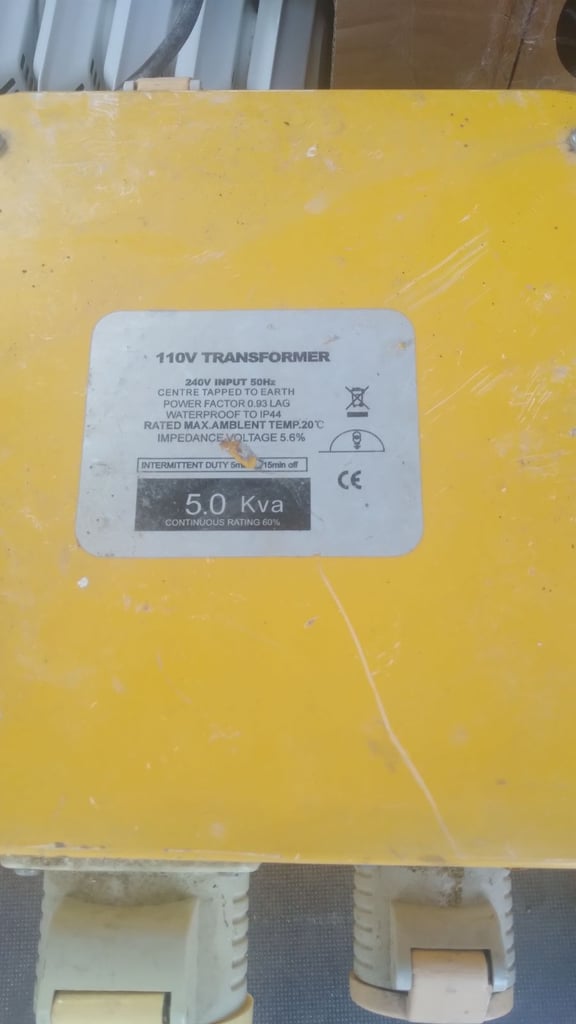 110V TRANSFORMER
240V INPUT 50Hz
CENTRE TAPPED TO EARTH
POWER FACTOR 0.93 LAG
WATERPROOF TO IP44
RATED MAX.AMBLENT TEMP.20℃
IMPEDANCE VOLTAGE 5.6%
INTERMITTENT DUTY /15min off
5.0 Kva
CONTINUOUS RATING 60%
CE